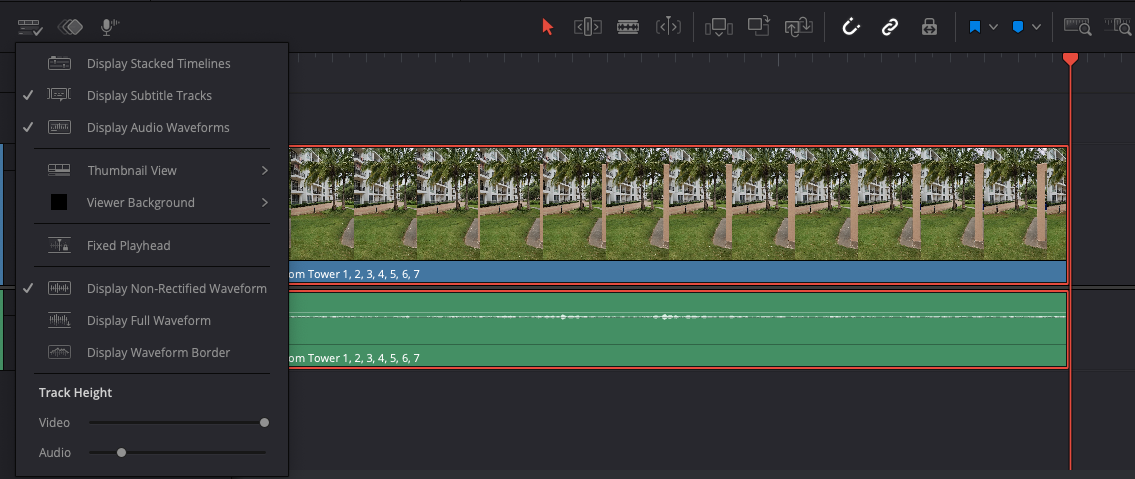 Display Stacked Timelines
Display Subtitle Tracks
Display Audio Waveforms
Thumbnail View
Viewer Background
Fixed Playhead
Display Non-Rectified Waveform
Display Full Waveform
Display Waveform Border
Track Height
Video
Audio
om Tower 1, 2, 3, 4, 5, 6, 7
om Tower 1, 2, 3, 4, 5, 6, 7